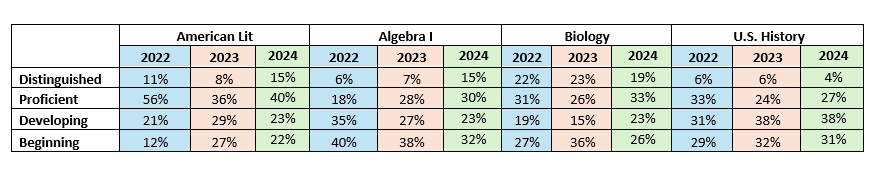 American Lit Algebra I Biology U.S. History
2022 2023 2024 2022 2023 2024 2022 2023 2024 2022 2023 2024
Distinguished 11% 8% 15% 6% 7% 15% 22% 23% 19% 6% 6% 4%
Proficient 56% 36% 40% 18% 28% 30% 31% 26% 33% 33% 24% 27%
Developing 21% 29% 23% 35% 27% 23% 19% 15% 23% 31% 38% 38%
Beginning 12% 27% 22% 40% 38% 32% 27% 36% 26% 29% 32% 31%